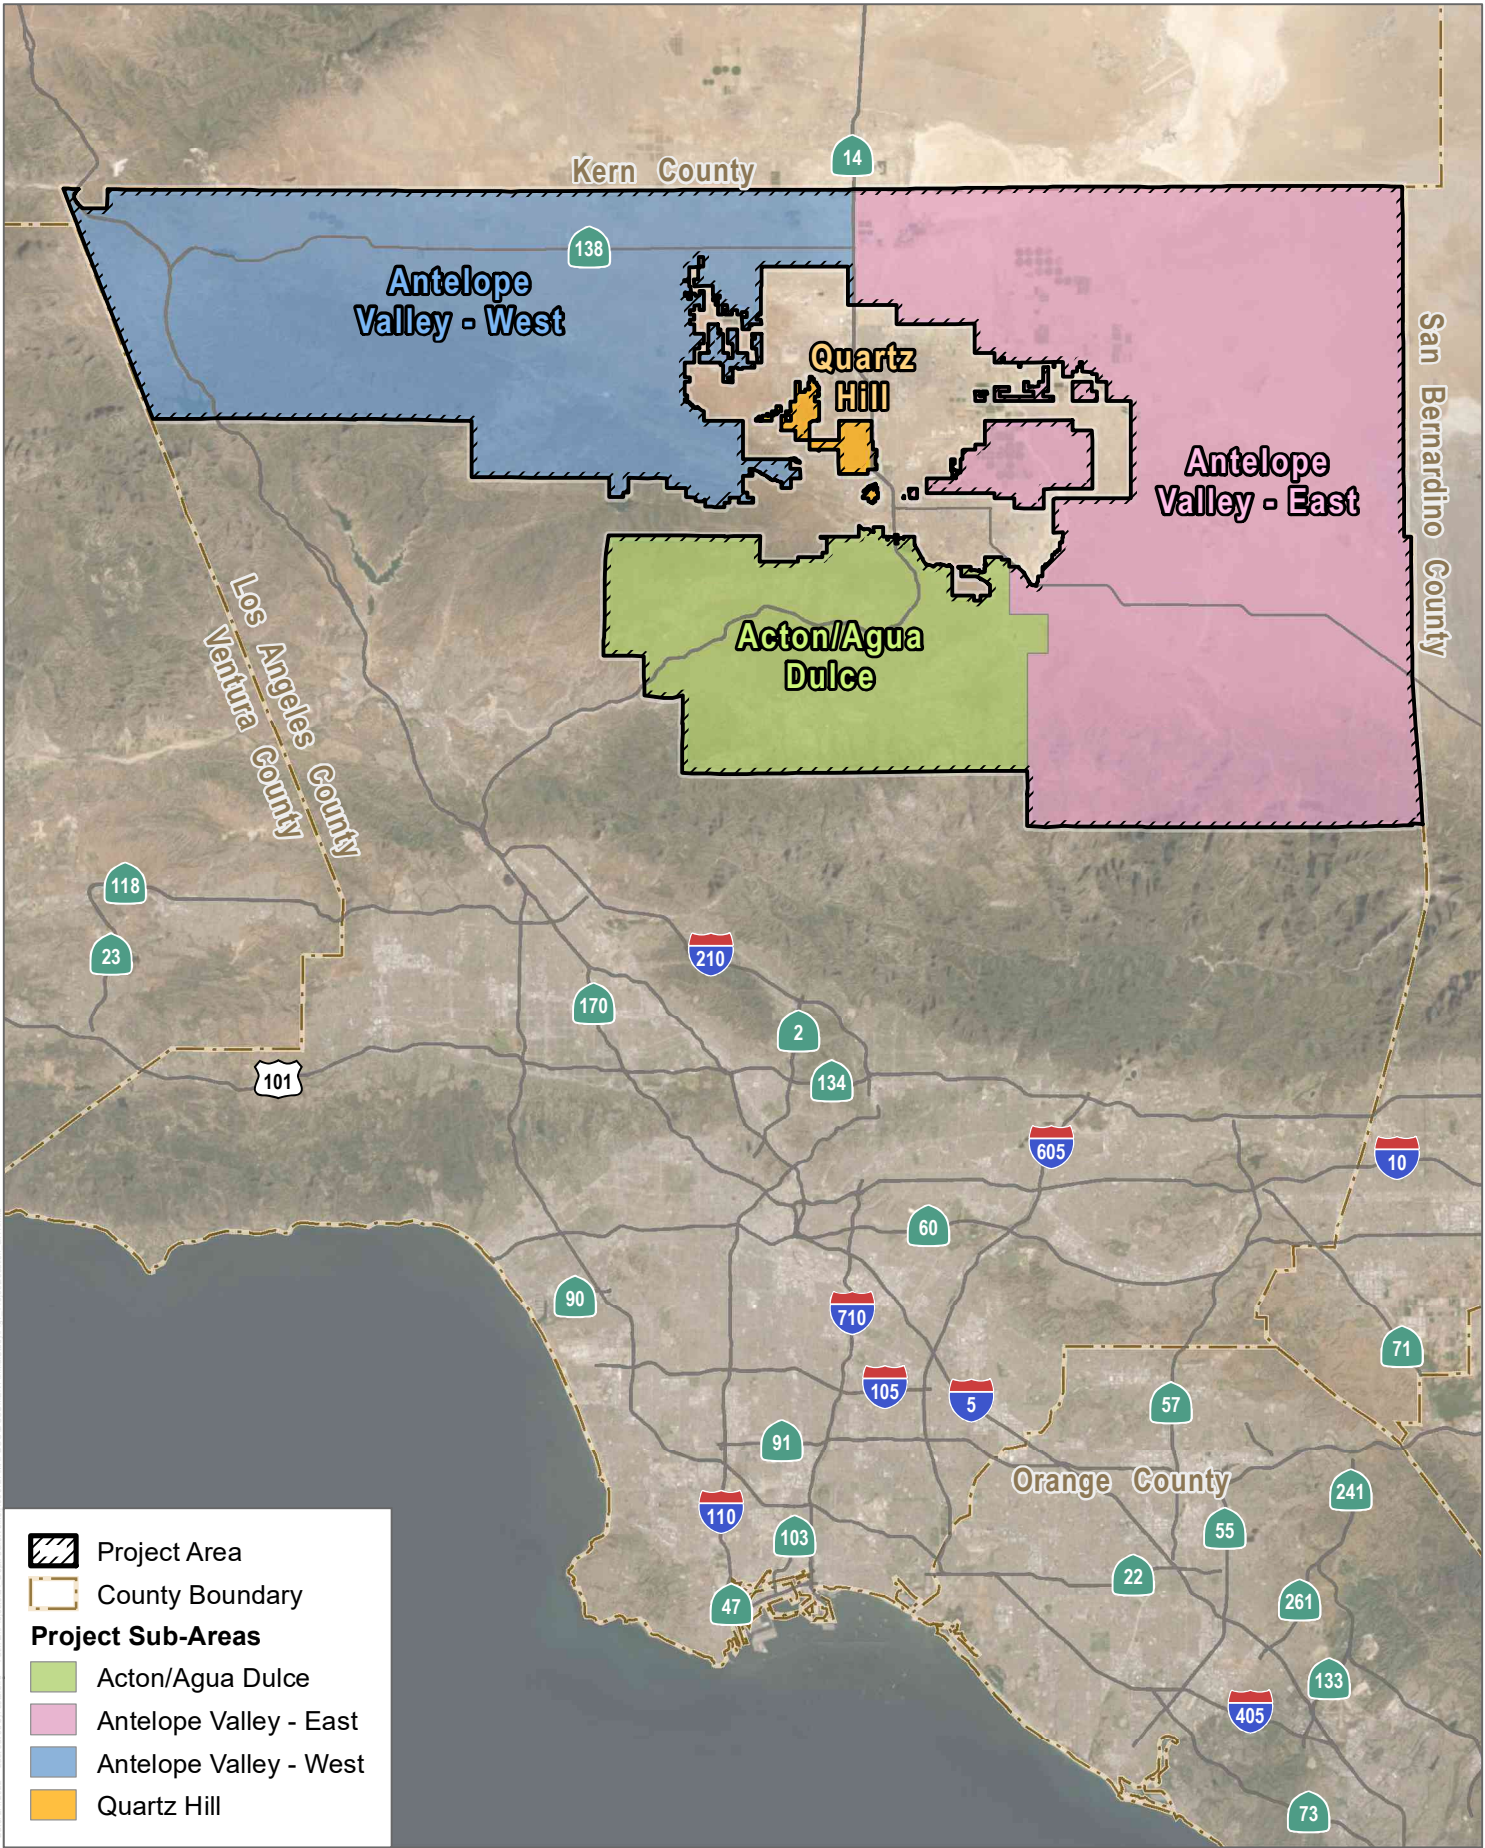 Kern County
14
138
Antelope
Valley - West
Quartz
Hill
Antelope
Valley - East
San Bernardino County
Acton/Agua
Dulce
Los Angeles County
Ventura County
118
23
210
170
2
134
101
605
10
60
90
710
71
105
5
57
91
Orange County
241
110
55
103
22
47
261
133
405
73
Project Area
County Boundary
Project Sub-Areas
Acton/Agua Dulce
Antelope Valley - East
Antelope Valley - West
Quartz Hill